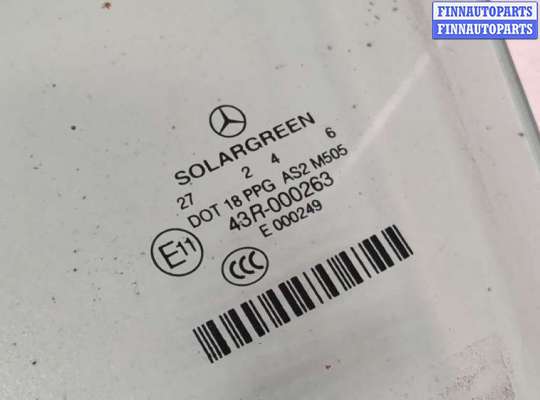 FINNAUTOPARTS
FINNAUTOPARTS
SOLARGREEN
27 2 4 6
DOT 18 PPG AS2 M505
43R-000263
E 000249
E11
CCC